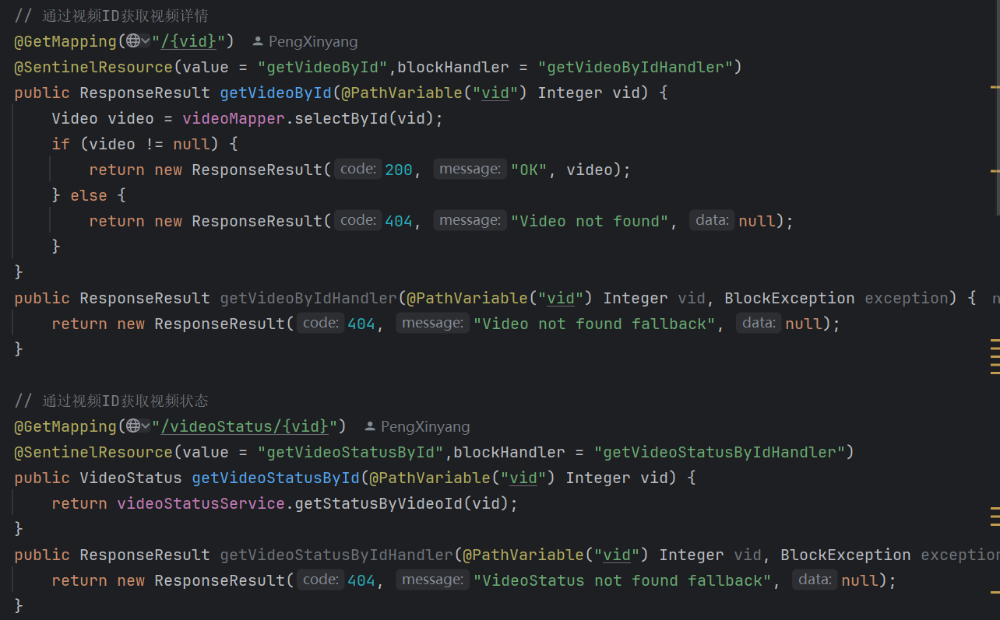 // 通过视频ID获取视频详情
@GetMapping("/{vid}") PengXinyang
@SentinelResource(value = "getVideoById",blockHandler = "getVideoByIdHandler")
public ResponseResult getVideoById(@PathVariable("vid") Integer vid) {
    Video video = videoMapper.selectById(vid);
    if (video != null) {
        return new ResponseResult( code: 200, message: "OK", video);
    } else {
        return new ResponseResult( code: 404, message: "Video not found", data: null);
    }
}
public ResponseResult getVideoByIdHandler(@PathVariable("vid") Integer vid, BlockException exception) { n
    return new ResponseResult( code: 404, message: "Video not found fallback", data: null);
}
// 通过视频ID获取视频状态
@GetMapping("/videoStatus/{vid}") PengXinyang
@SentinelResource(value = "getVideoStatusById",blockHandler = "getVideoStatusByIdHandler")
public VideoStatus getVideoStatusById(@PathVariable("vid") Integer vid) {
    return videoStatusService.getStatusByVideoId(vid);
}
public ResponseResult getVideoStatusByIdHandler(@PathVariable("vid") Integer vid, BlockException exception
    return new ResponseResult( code: 404, message: "VideoStatus not found fallback", data: null);
}